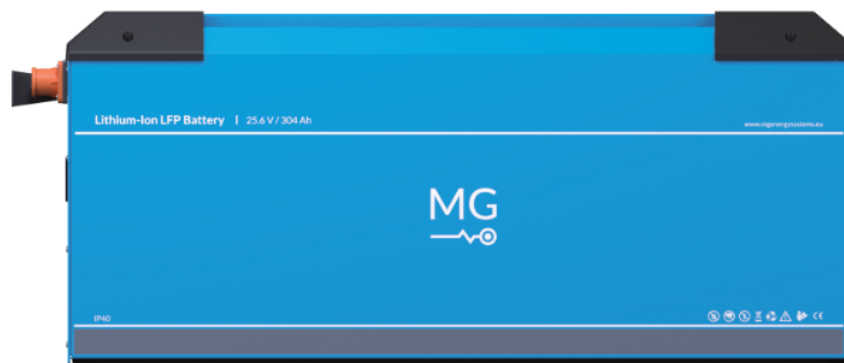 Lithium-Ion LFP Battery | 25.6 V / 304 Ah
www.mgenergysystems.eu
MG
IP40
CE